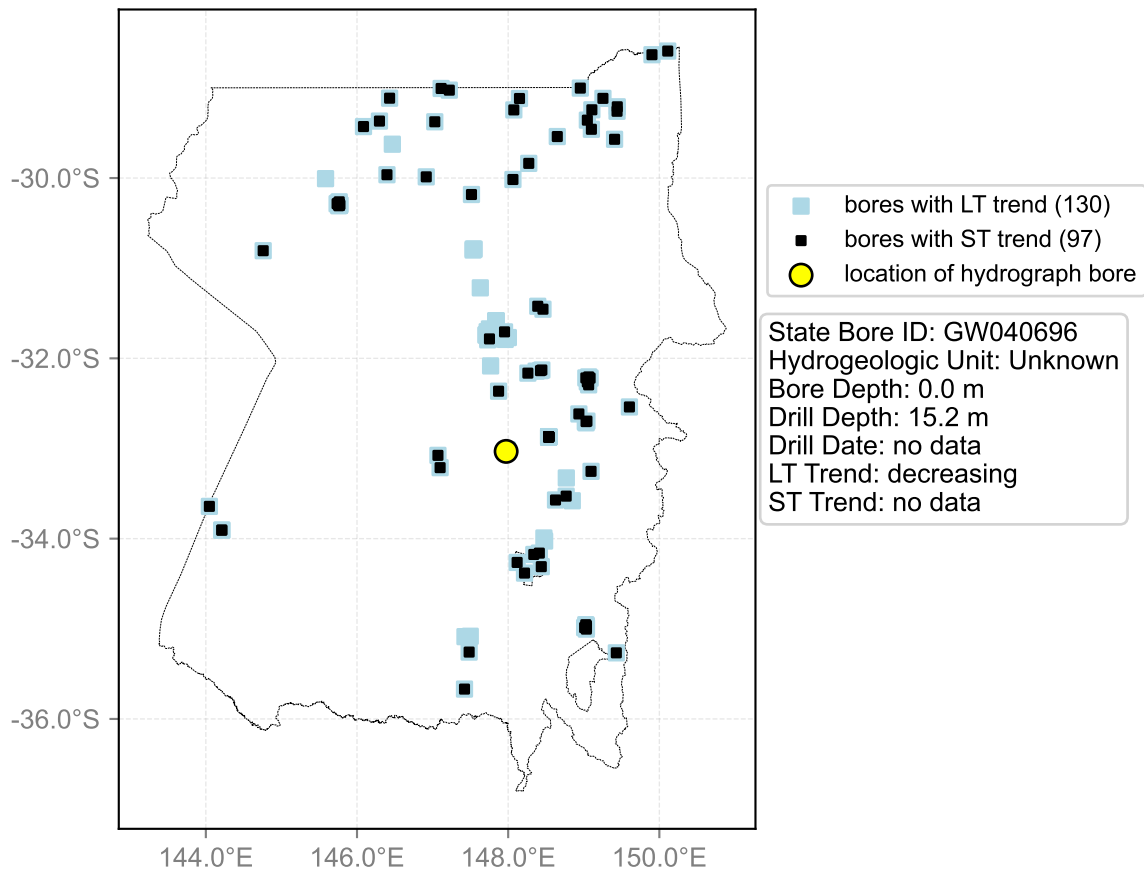 -30.0°S
-32.0°S
-34.0°S
-36.0°S
144.0°E
146.0°E
148.0°E
150.0°E
bores with LT trend (130)
bores with ST trend (97)
location of hydrograph bore
State Bore ID: GW040696
Hydrogeologic Unit: Unknown
Bore Depth: 0.0 m
Drill Depth: 15.2 m
Drill Date: no data
LT Trend: decreasing
ST Trend: no data